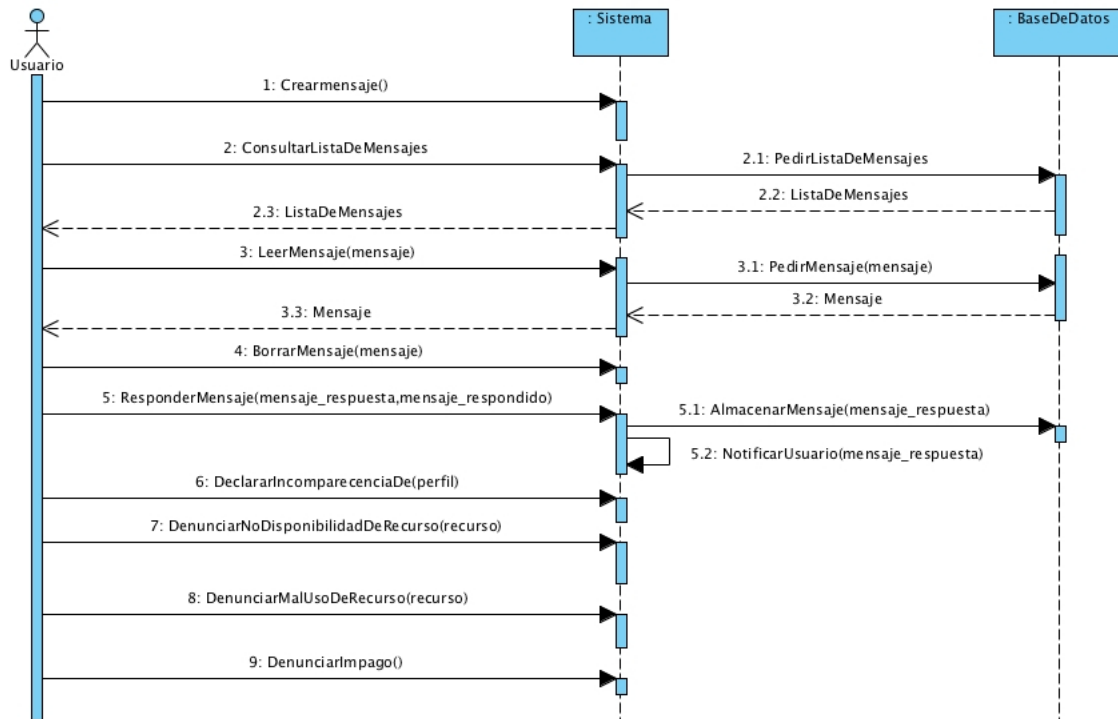 : Sistema
: BaseDeDatos
Usuario
1: Crearmensaje()
2: ConsultarListaDeMensajes
2.1: PedirListaDeMensajes
2.2: ListaDeMensajes
2.3: ListaDeMensajes
3: LeerMensaje(mensaje)
3.1: PedirMensaje(mensaje)
3.2: Mensaje
3.3: Mensaje
4: BorrarMensaje(mensaje)
5: ResponderMensaje(mensaje_respuesta,mensaje_respondido)
5.1: AlmacenarMensaje(mensaje_respuesta)
5.2: NotificarUsuario(mensaje_respuesta)
6: DeclararIncomparecenciaDe(perfil)
7: DenunciarNoDisponibilidadDeRecurso(recurso)
8: DenunciarMalUsoDeRecurso(recurso)
9: DenunciarImpago()